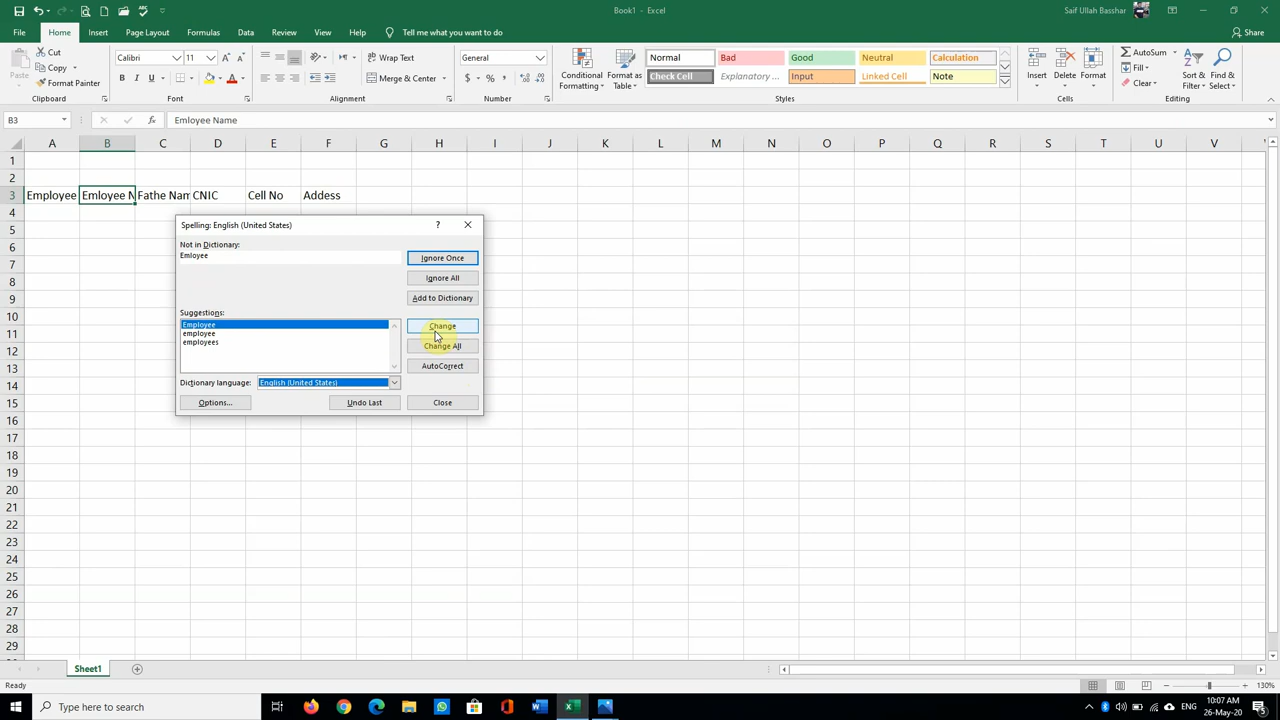 Book1 - Excel
Saif Ullah Basshar
File Home Insert Page Layout Formulas Data Review View Help Tell me what you want to do Share
Cut
Copy
Format Painter
Paste
Clipboard
Calibri 11
B I U A A
Font
Wrap Text
Merge & Center
Alignment
General
$ % ,
Number
Conditional Formatting
Format as Table
Normal Bad Good Neutral Calculation
Check Cell Explanatory ... Input Linked Cell Note
Styles
Insert Delete Format
Cells
AutoSum
Fill
Clear
Sort & Filter
Find & Select
Editing
B3 fx Emloyee Name
A B C D E F G H I J K L M N O P Q R S T U V
1
2
3 Employee Emloyee N Fathe Nam CNIC Cell No Addess
4
5
6
7
8
9
10
11
12
13
14
15
16
17
18
19
20
21
22
23
24
25
26
27
28
29
Spelling: English (United States) ?
Not in Dictionary:
Emloyee
Ignore Once
Ignore All
Add to Dictionary
Suggestions:
Employee
employee
employees
Change
Change All
AutoCorrect
Dictionary language: English (United States)
Options... Undo Last Close
Sheet1
Ready
130%
Type here to search
10:07 AM
26-May-20